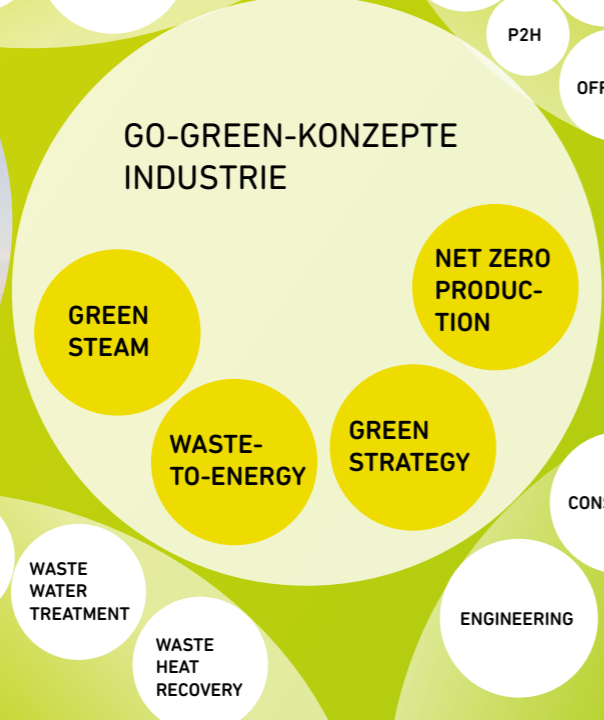 P2H
GO-GREEN-KONZEPTE
INDUSTRIE
NET ZERO
PRODUC-
TION
GREEN
STEAM
GREEN
STRATEGY
WASTE-
TO-ENERGY
WASTE
WATER
TREATMENT
ENGINEERING
WASTE
HEAT
RECOVERY